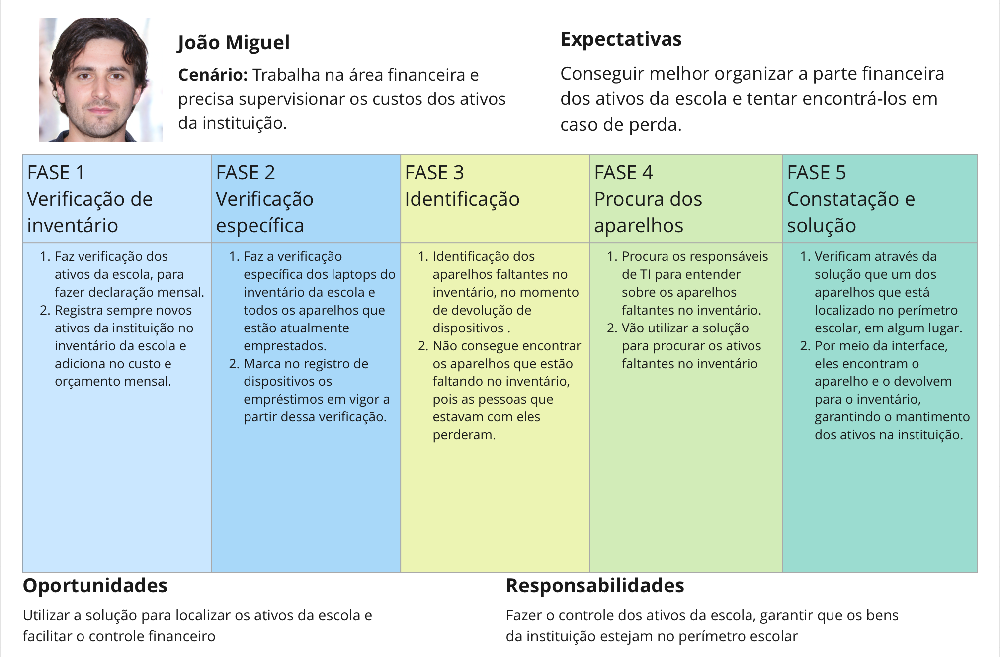 João Miguel
Cenário: Trabalha na área financeira e
precisa supervisionar os custos dos ativos
da instituição.
Expectativas
Conseguir melhor organizar a parte financeira
dos ativos da escola e tentar encontrá-los em
caso de perda.
FASE 1
Verificação de
inventário
1. Faz verificação dos
ativos da escola, para
fazer declaração mensal.
2. Registra sempre novos
ativos da instituição no
inventário da escola e
adiciona no custo e
orçamento mensal.
FASE 2
Verificação
específica
1. Faz a verificação
específica dos laptops do
inventário da escola e
todos os aparelhos que
estão atualmente
emprestados.
2. Marca no registro de
dispositivos os
empréstimos em vigor a
partir dessa verificação.
FASE 3
Identificação
1. Identificação dos
aparelhos faltantes no
inventário, no momento
de devolução de
dispositivos .
2. Não consegue encontrar
os aparelhos que estão
faltando no inventário,
pois as pessoas que
estavam com eles
perderam.
FASE 4
Procura dos
aparelhos
1. Procura os responsáveis
de TI para entender
sobre os aparelhos
faltantes no inventário.
2. Vão utilizar a solução
para procurar os ativos
faltantes no inventário
FASE 5
Constatação e
solução
1. Verificam através da
solução que um dos
aparelhos que está
localizado no perímetro
escolar, em algum lugar.
2. Por meio da interface,
eles encontram o
aparelho e o devolvem
para o inventário,
garantindo o mantimento
dos ativos na instituição.
Oportunidades
Utilizar a solução para localizar os ativos da escola e
facilitar o controle financeiro
Responsabilidades
Fazer o controle dos ativos da escola, garantir que os bens
da instituição estejam no perímetro escolar